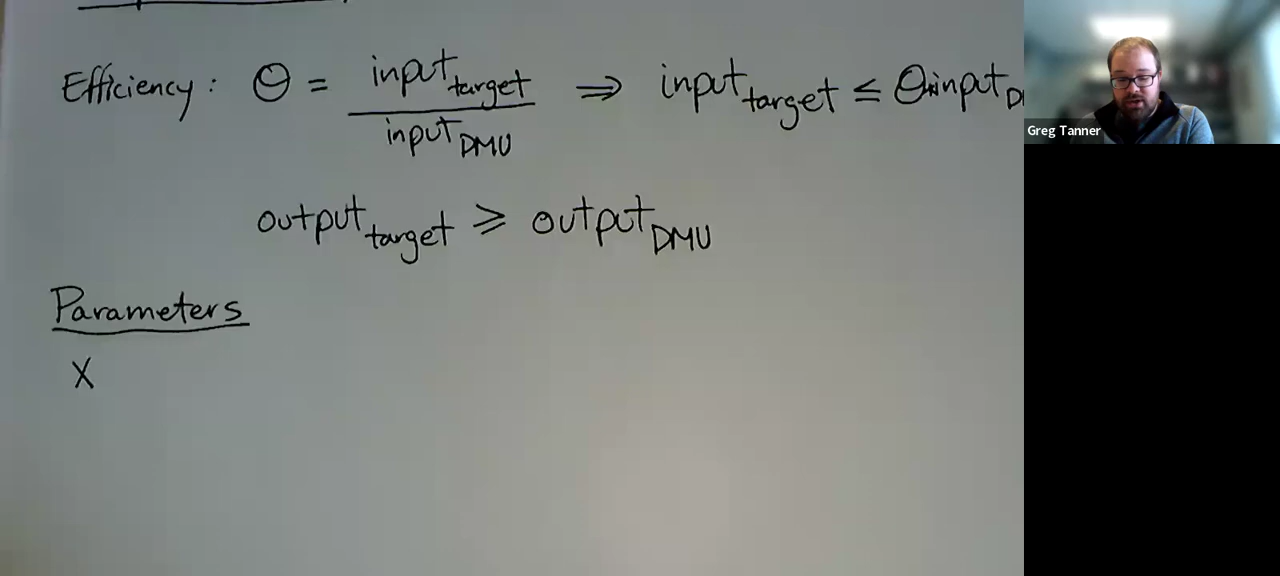 Efficiency: Θ = input_target / input_DMU ⇒ input_target ≤ Θ·input_D
output_target ≥ output_DMU
Parameters
X
Greg Tanner